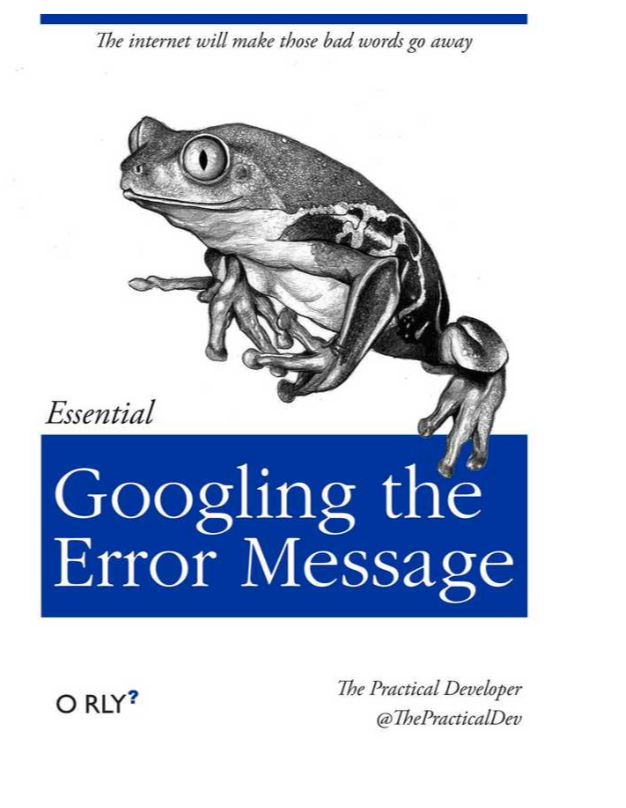 The internet will make those bad words go away
Essential
Googling the
Error Message
O RLY?
The Practical Developer
@ThePracticalDev